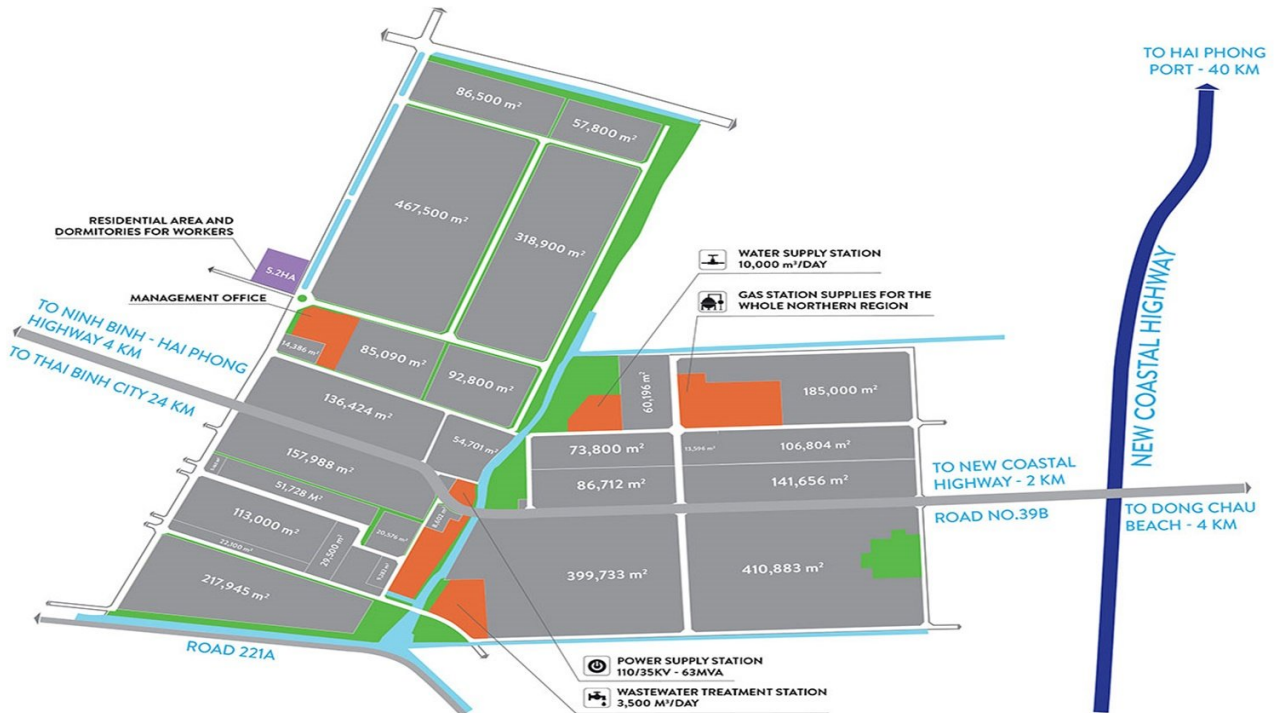 TO HAI PHONG
PORT - 40 KM
86,500 m²
57,800 m²
467,500 m²
318,900 m²
RESIDENTIAL AREA AND
DORMITORIES FOR WORKERS
5.2HA
MANAGEMENT OFFICE
WATER SUPPLY STATION
10,000 m³/DAY
GAS STATION SUPPLIES FOR THE
WHOLE NORTHERN REGION
NEW COASTAL HIGHWAY
TO NINH BINH - HAI PHONG
HIGHWAY 4 KM
TO THAI BINH CITY 24 KM
14,386 m²
85,090 m²
92,800 m²
60,196 m²
185,000 m²
136,424 m²
54,701 m²
73,800 m²
13,596 m²
106,804 m²
157,988 m²
86,712 m²
141,656 m²
TO NEW COASTAL
HIGHWAY - 2 KM
ROAD NO.39B
TO DONG CHAU
BEACH - 4 KM
51,728 M²
113,000 m²
22,100 m²
29,500 m²
20,576 m²
8,602 m²
399,733 m²
410,883 m²
217,945 m²
ROAD 221A
POWER SUPPLY STATION
110/35KV - 63MVA
WASTEWATER TREATMENT STATION
3,500 M³/DAY